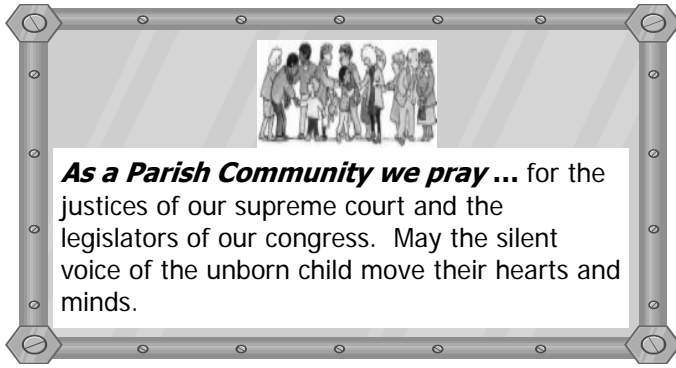 As a Parish Community we pray ... for the
justices of our supreme court and the
legislators of our congress.  May the silent
voice of the unborn child move their hearts and
minds.